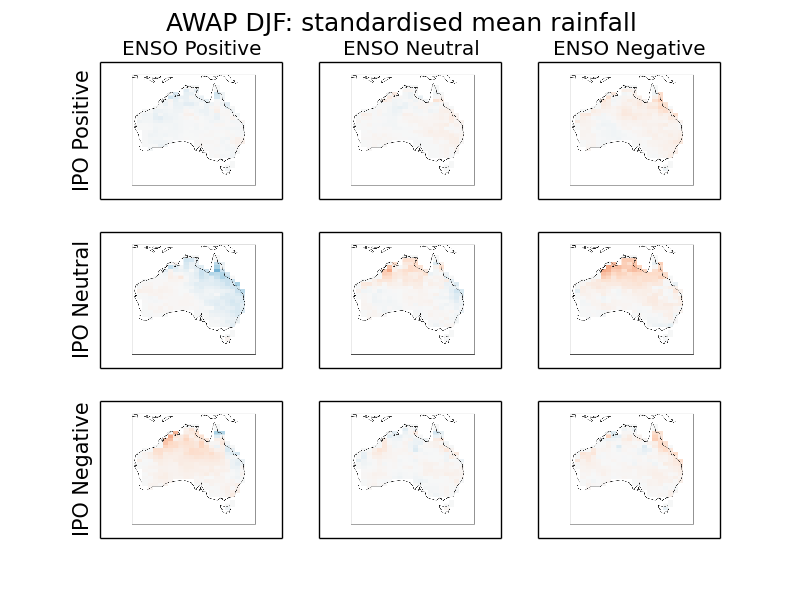 AWAP DJF: standardised mean rainfall
ENSO Positive ENSO Neutral ENSO Negative
IPO Positive
IPO Neutral
IPO Negative